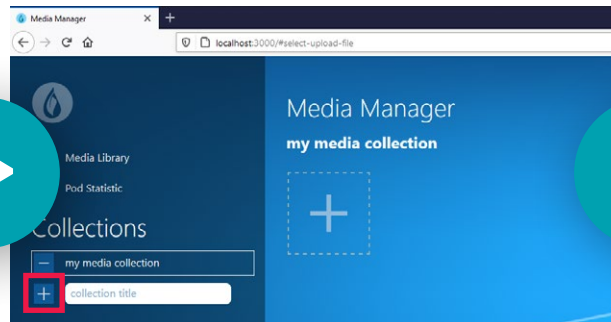 Media Manager
localhost:3000/#select-upload-file
Media Manager
my media collection
Media Library
Pod Statistic
Collections
my media collection
collection title